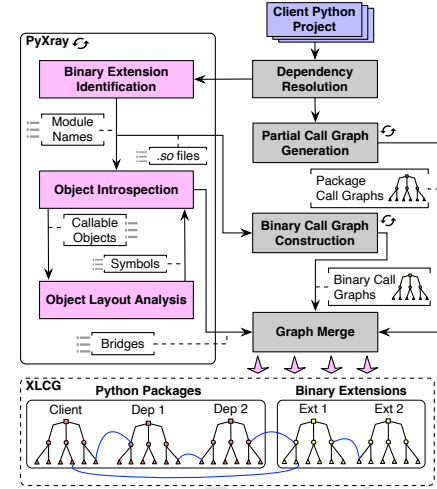 Client Python
Project
PyXray
Binary Extension
Identification
Dependency
Resolution
Module
Names
.so files
Partial Call Graph
Generation
Object Introspection
Package
Call Graphs
Callable
Objects
Binary Call Graph
Construction
Symbols
Object Layout Analysis
Binary Call
Graphs
Bridges
Graph Merge
XLCG
Python Packages
Binary Extensions
Client
Dep 1
Dep 2
Ext 1
Ext 2